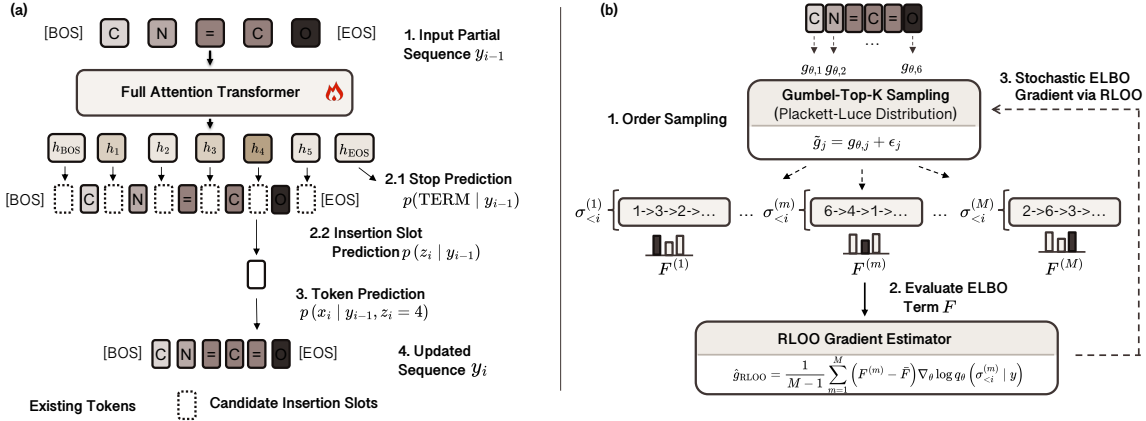 (a)
[BOS] C N = C O [EOS]
1. Input Partial
Sequence y_{i-1}
Full Attention Transformer
h_BOS h_1 h_2 h_3 h_4 h_5 h_EOS
[BOS] C N = C O [EOS]
2.1 Stop Prediction
p(TERM | y_{i-1})
2.2 Insertion Slot
Prediction p(z_i | y_{i-1})
3. Token Prediction
p(x_i | y_{i-1}, z_i = 4)
[BOS] C N = C = O [EOS]
4. Updated
Sequence y_i
Existing Tokens
Candidate Insertion Slots
(b)
C N = C = O
...
g_{θ,1} g_{θ,2} g_{θ,6}
3. Stochastic ELBO
Gradient via RLOO
Gumbel-Top-K Sampling
(Plackett-Luce Distribution)
1. Order Sampling
g̃_j = g_{θ,j} + ϵ_j
σ_{<i}^{(1)} 1->3->2->... ... σ_{<i}^{(m)} 6->4->1->... ... σ_{<i}^{(M)} 2->6->3->...
F^{(1)} F^{(m)} F^{(M)}
2. Evaluate ELBO
Term F
RLOO Gradient Estimator
ĝ_RLOO = \frac{1}{M-1} \sum_{m=1}^{M} (F^{(m)} - F̄) ∇_θ log q_θ (σ_{<i}^{(m)} | y)